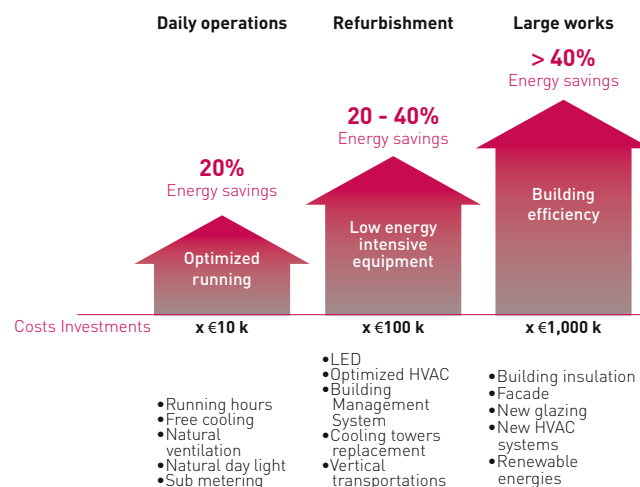 Daily operations
Refurbishment
Large works
> 40%
Energy savings
20 - 40%
Energy savings
20%
Energy savings
Building
efficiency
Low energy
intensive
equipment
Optimized
running
Costs Investments
x €10 k
x €100 k
x €1,000 k
•Running hours
•Free cooling
•Natural
ventilation
•Natural day light
•Sub metering
•LED
•Optimized HVAC
•Building
Management
System
•Cooling towers
replacement
•Vertical
transportations
•Building insulation
•Facade
•New glazing
•New HVAC
systems
•Renewable
energies